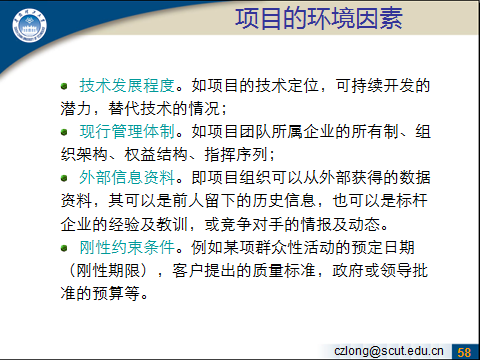 项目的环境因素
技术发展程度。如项目的技术定位，可持续开发的
潜力，替代技术的情况；
现行管理体制。如项目团队所属企业的所有制、组
织架构、权益结构、指挥序列；
外部信息资料。即项目组织可以从外部获得的数据
资料，其可以是前人留下的历史信息，也可以是标杆
企业的经验及教训，或竞争对手的情报及动态。
刚性约束条件。例如某项群众性活动的预定日期
（刚性期限），客户提出的质量标准，政府或领导批
准的预算等。
czlong@scut.edu.cn 58